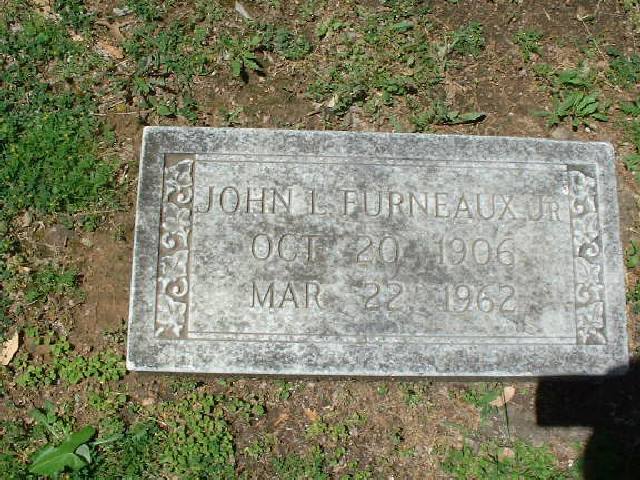 JOHN L. FURNEAUX, JR
OCT 20 1906
MAR 22 1962